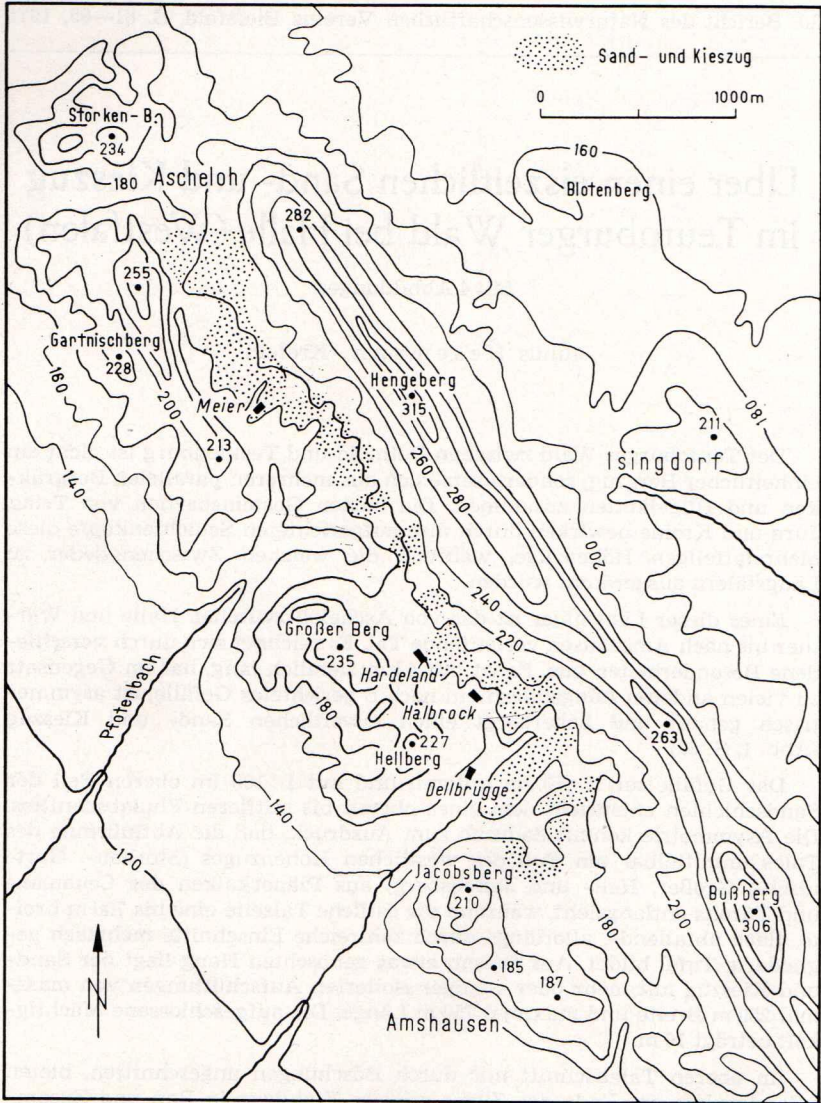 Sand- und Kieszug
0 1000m
Storken-B.
234
160
Blotenberg
Ascheloh
180
282
255
Gartnischberg
228
Hengeberg
315
160
200
Meier
260
280
180
211
Isingdorf
213
140
200
240
220
Großer Berg
235
Hardeland
Halbrock
180
263
227
Hellberg
Pfotenbach
Dellbrügge
140
120
Jacobsberg
210
200
Bußberg
306
180
185
187
Amshausen
N